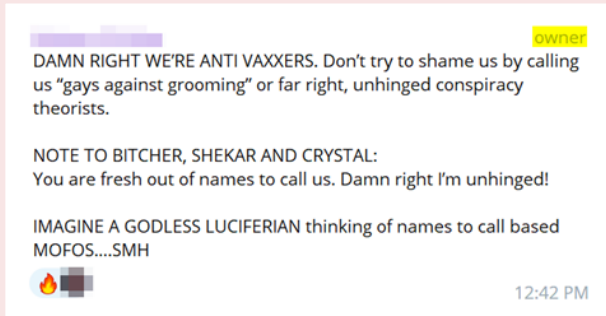 owner
DAMN RIGHT WE'RE ANTI VAXXERS. Don't try to shame us by calling
us “gays against grooming” or far right, unhinged conspiracy
theorists.
NOTE TO BITCHER, SHEKAR AND CRYSTAL:
You are fresh out of names to call us. Damn right I'm unhinged!
IMAGINE A GODLESS LUCIFERIAN thinking of names to call based
MOFOS....SMH
12:42 PM